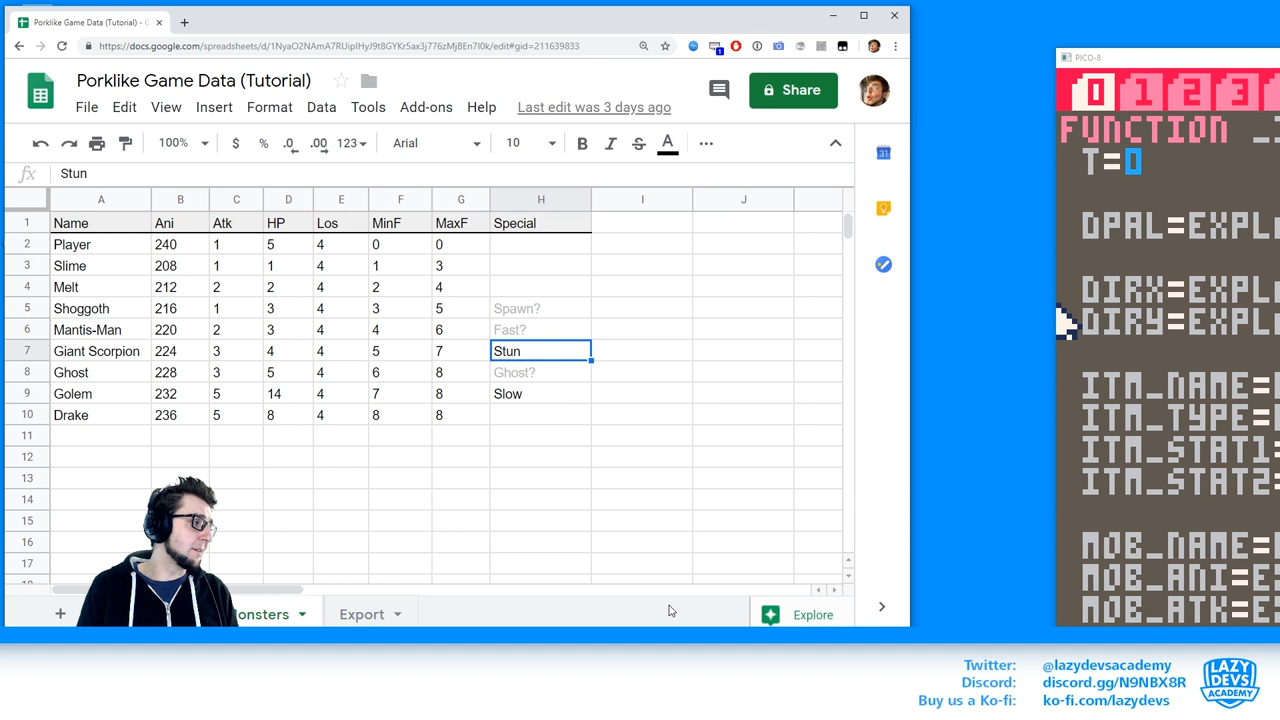 Porklike Game Data (Tutorial) - G
https://docs.google.com/spreadsheets/d/1NyaO2NAmA7RUipIHyJ9t8GYKr5ax3j776zMjBEn7I0k/edit#gid=211639833
Porklike Game Data (Tutorial)
File Edit View Insert Format Data Tools Add-ons Help Last edit was 3 days ago
Share
100% $ % .0 .00 123 Arial 10 B I S A
fx Stun
A B C D E F G H I J
1 Name Ani Atk HP Los MinF MaxF Special
2 Player 240 1 5 4 0 0
3 Slime 208 1 1 4 1 3
4 Melt 212 2 2 4 2 4
5 Shoggoth 216 1 3 4 3 5 Spawn?
6 Mantis-Man 220 2 3 4 4 6 Fast?
7 Giant Scorpion 224 3 4 4 5 7 Stun
8 Ghost 228 3 5 4 6 8 Ghost?
9 Golem 232 5 14 4 7 8 Slow
10 Drake 236 5 8 4 8 8
11
12
13
14
15
16
17
onsters Export Explore
31
PICO-8
0 1 2 3
FUNCTION _I
T=0
DPAL=EXPL
DIRX=EXPL
DIRY=EXPL
ITM_NAME=
ITM_TYPE=
ITM_STAT1=
ITM_STAT2=
MOB_NAME=
MOB_ANI=E
MOB_ATK=E
Twitter: @lazydevsacademy
Discord: discord.gg/N9NBX8R
Buy us a Ko-fi: ko-fi.com/lazydevs
LAZY
DEVS
ACADEMY